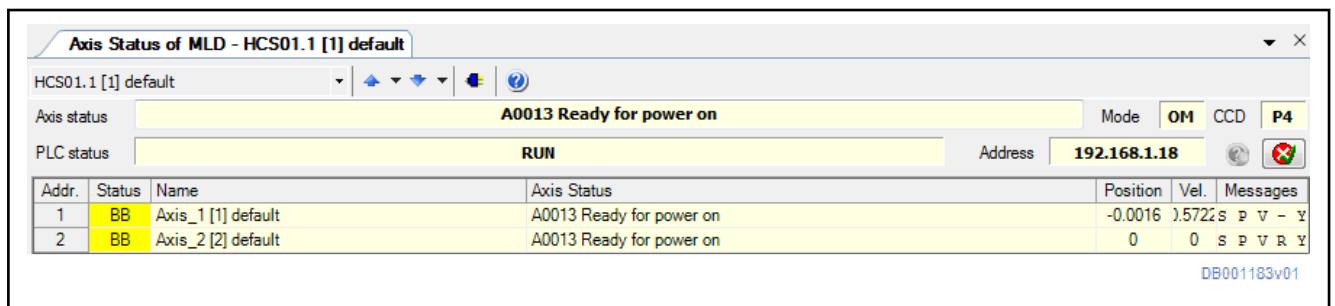 Axis Status of MLD - HCS01.1 [1] default
HCS01.1 [1] default
Axis status A0013 Ready for power on Mode OM CCD P4
PLC status RUN Address 192.168.1.18
Addr. Status Name Axis Status Position Vel. Messages
1 BB Axis_1 [1] default A0013 Ready for power on -0.0016 ).5722 S P V - Y
2 BB Axis_2 [2] default A0013 Ready for power on 0 0 S P V R Y
DB001183v01